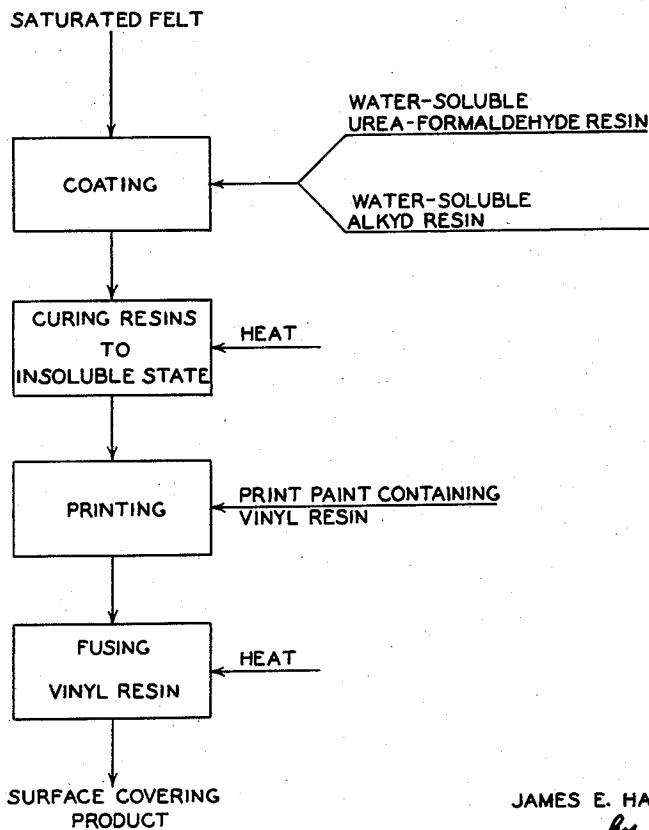 SATURATED FELT
WATER-SOLUBLE
UREA-FORMALDEHYDE RESIN
COATING
WATER-SOLUBLE
ALKYD RESIN
CURING RESINS
TO
INSOLUBLE STATE
HEAT
PRINTING
PRINT PAINT CONTAINING
VINYL RESIN
FUSING
VINYL RESIN
HEAT
SURFACE COVERING
PRODUCT
JAMES E. HA